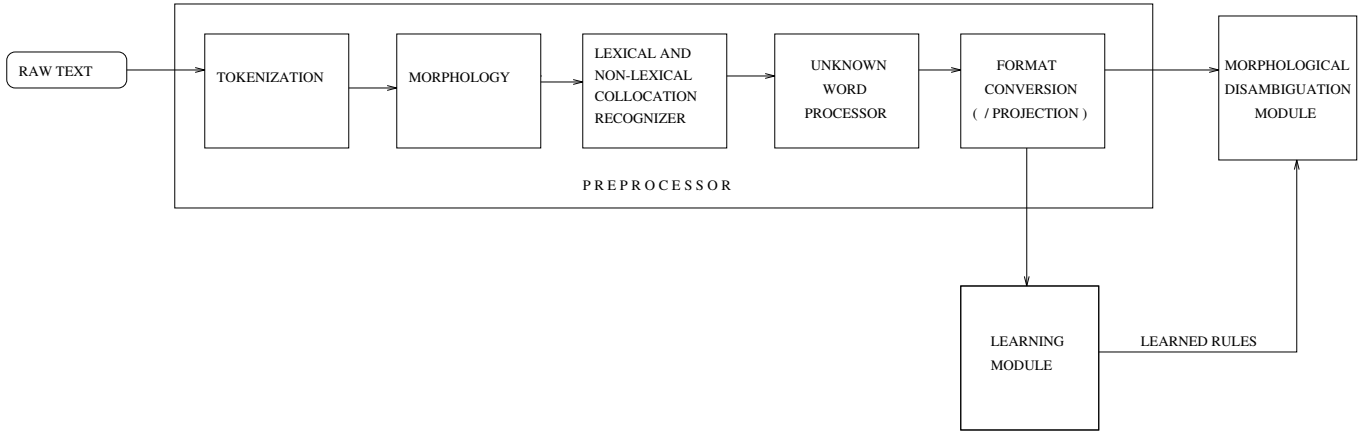 RAW TEXT
TOKENIZATION
MORPHOLOGY
LEXICAL AND
NON-LEXICAL
COLLOCATION
RECOGNIZER
UNKNOWN
WORD
PROCESSOR
FORMAT
CONVERSION
( / PROJECTION )
MORPHOLOGICAL
DISAMBIGUATION
MODULE
P R E P R O C E S S O R
LEARNING
MODULE
LEARNED RULES